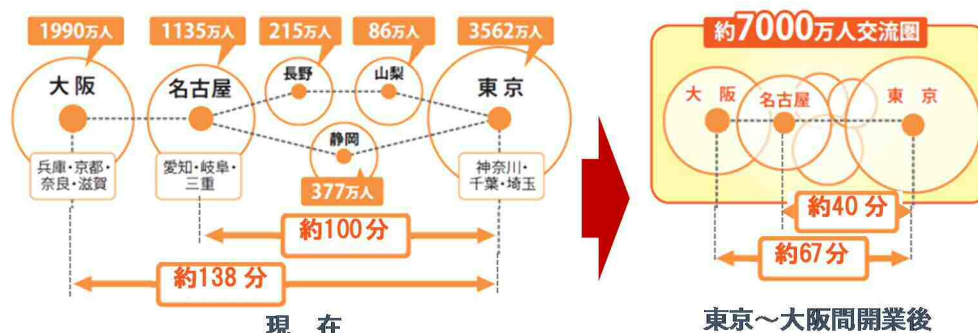 1990万人
1135万人
215万人
86万人
3562万人
大阪
名古屋
長野
山梨
東京
静岡
兵庫・京都・
奈良・滋賀
愛知・岐阜・
三重
377万人
神奈川・
千葉・埼玉
約100分
約138分
現在
約7000万人交流圏
大阪
名古屋
東京
約40分
約67分
東京～大阪間開業後